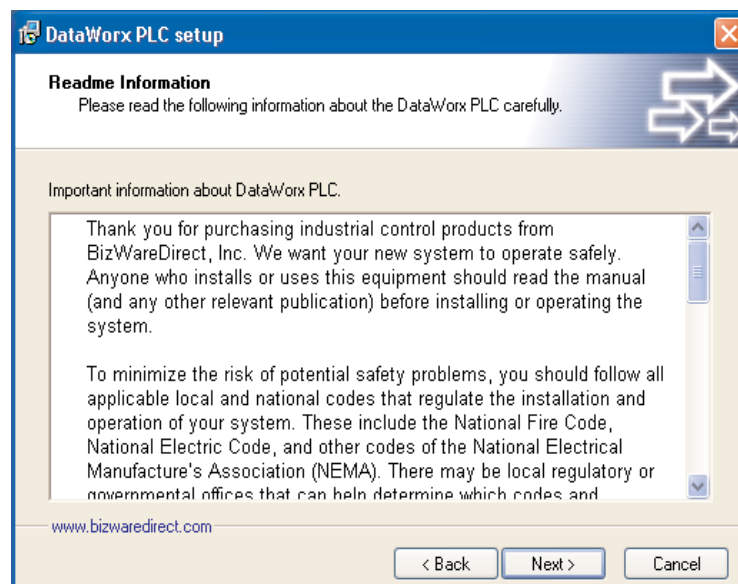 DataWorx PLC setup
Readme Information
Please read the following information about the DataWorx PLC carefully.
Important information about DataWorx PLC.
Thank you for purchasing industrial control products from
BizWareDirect, Inc. We want your new system to operate safely.
Anyone who installs or uses this equipment should read the manual
(and any other relevant publication) before installing or operating the
system.
To minimize the risk of potential safety problems, you should follow all
applicable local and national codes that regulate the installation and
operation of your system. These include the National Fire Code,
National Electric Code, and other codes of the National Electrical
Manufacture's Association (NEMA). There may be local regulatory or
governmental offices that can help determine which codes and
www.bizwaredirect.com
< Back
Next >
Cancel